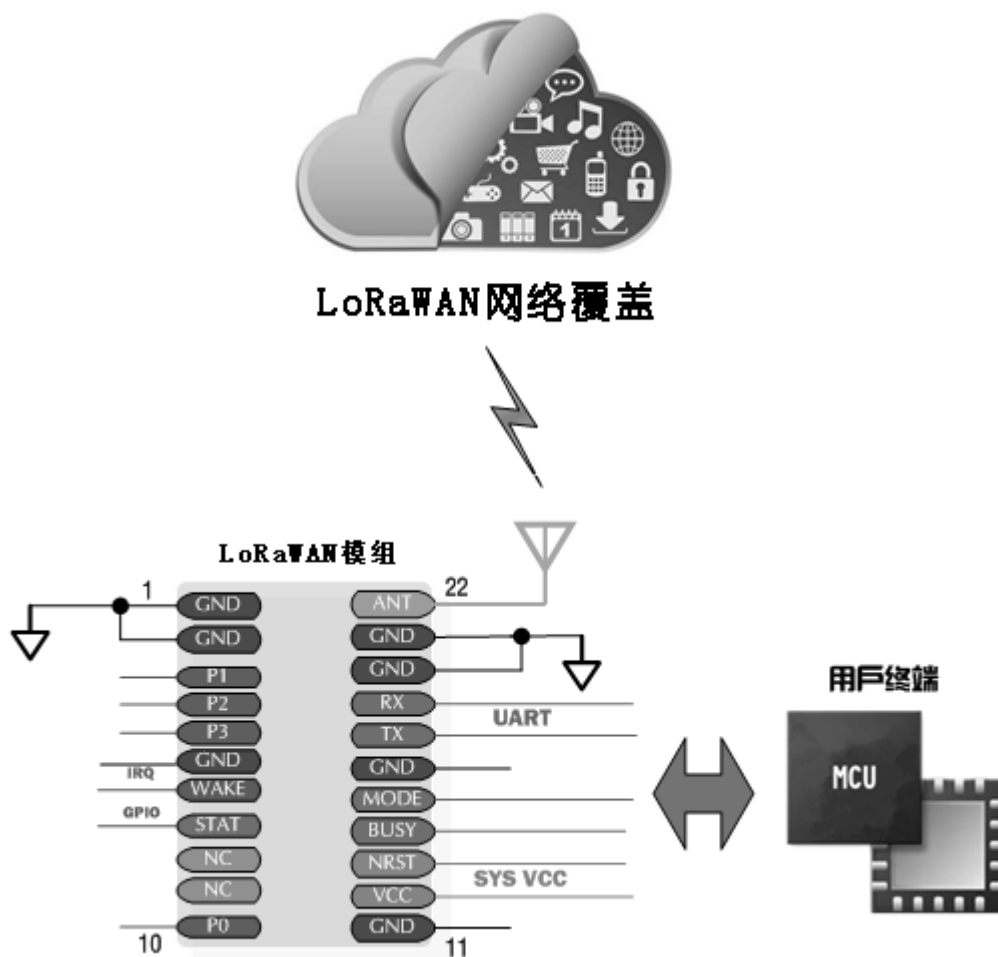 1
LoRaWAN网络覆盖
LoRaWAN模组
1
22
GND
ANT
GND
GND
GND
P1
P2
RX
UART
P3
TX
GND
GND
IRQ
WAKE
MODE
GPIO
STAT
BUSY
NC
NRST
SYS VCC
NC
VCC
P0
GND
10
11
用戶终端
MCU